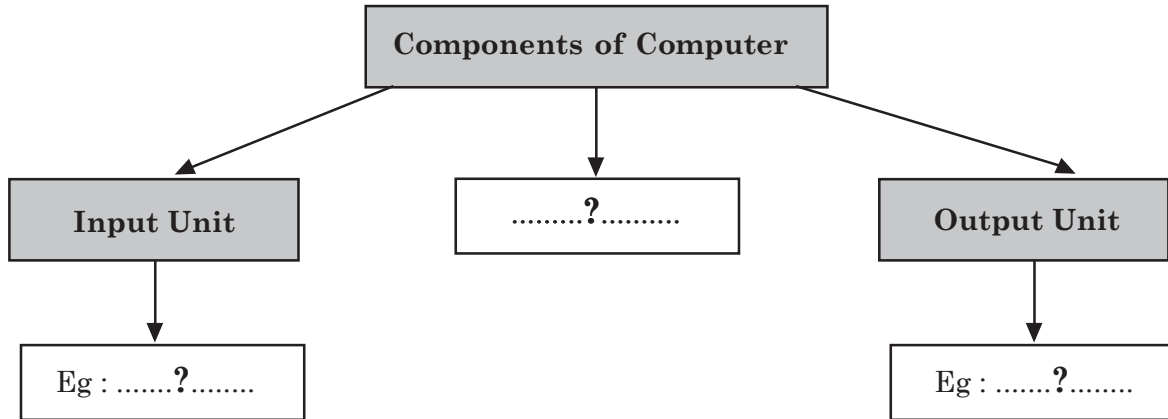 Components of Computer
Input Unit
.........?..........
Output Unit
Eg : .......?........
Eg : .......?........